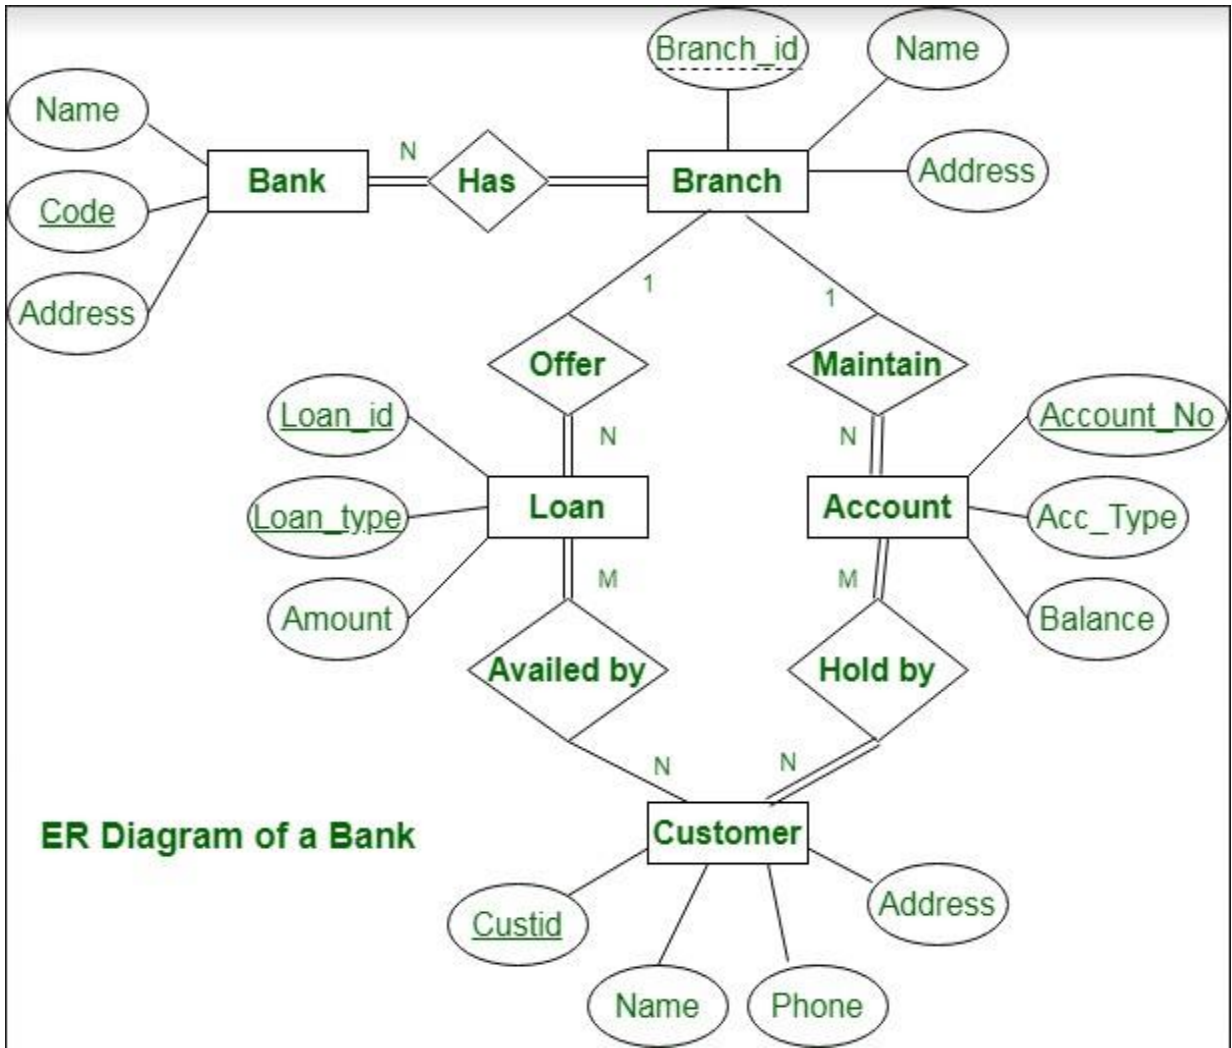 Branch_id
Name
Name
Bank
N
Has
Branch
Address
Code
Address
1
1
Offer
Maintain
Loan_id
N
N
Account_No
Loan_type
Loan
Account
Acc_Type
M
M
Amount
Balance
Availed by
Hold by
N
N
ER Diagram of a Bank
Customer
Custid
Address
Name
Phone